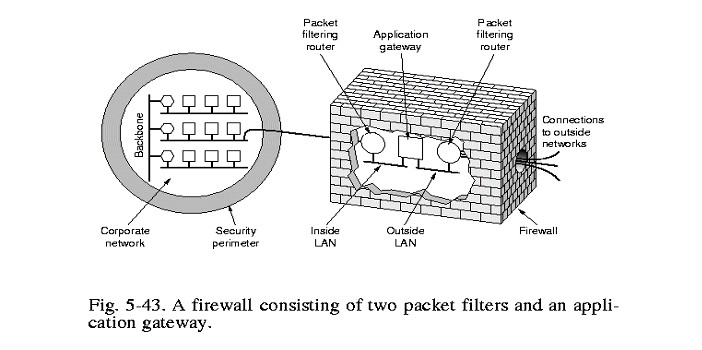 Packet
filtering
router
Application
gateway
Packet
filtering
router
Backbone
Connections
to outside
networks
Corporate
network
Security
perimeter
Inside
LAN
Outside
LAN
Firewall
Fig. 5-43. A firewall consisting of two packet filters and an appli-
cation gateway.